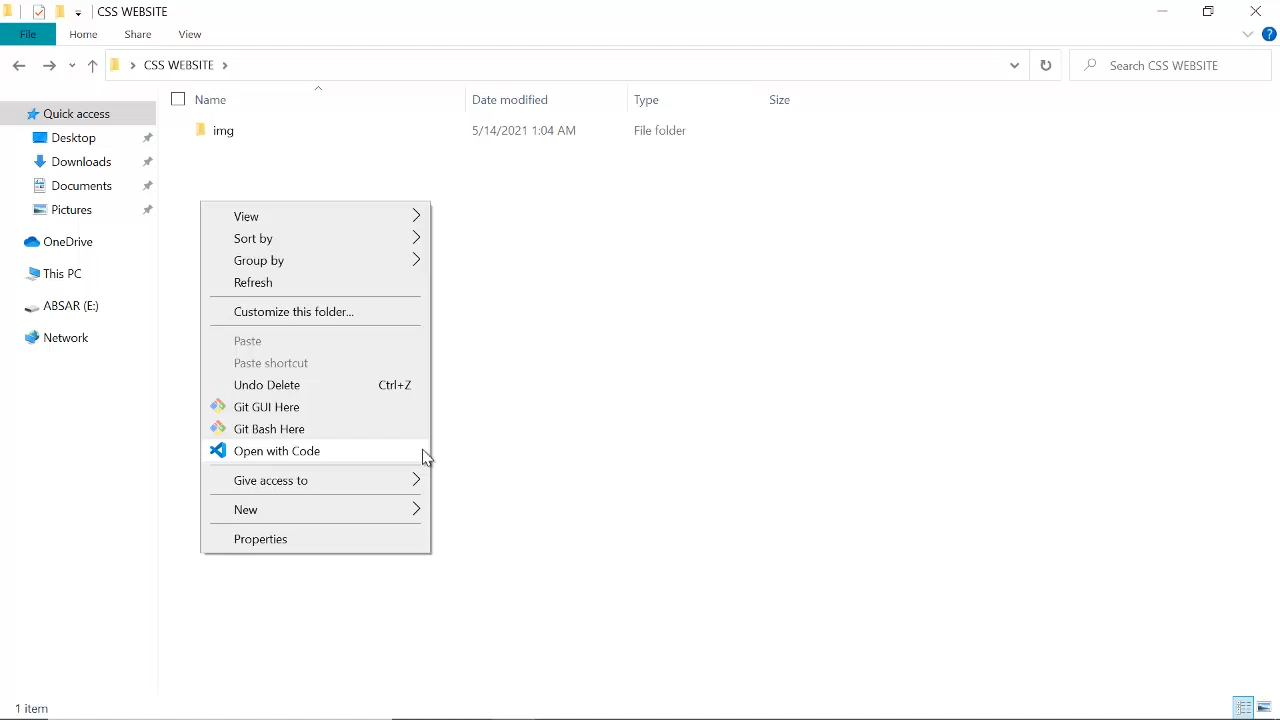 CSS WEBSITE
File Home Share View
CSS WEBSITE
Search CSS WEBSITE
Name Date modified Type Size
Quick access
img 5/14/2021 1:04 AM File folder
Desktop
Downloads
Documents
Pictures
OneDrive
This PC
ABSAR (E:)
Network
View
Sort by
Group by
Refresh
Customize this folder...
Paste
Paste shortcut
Undo Delete Ctrl+Z
Git GUI Here
Git Bash Here
Open with Code
Give access to
New
Properties
1 item